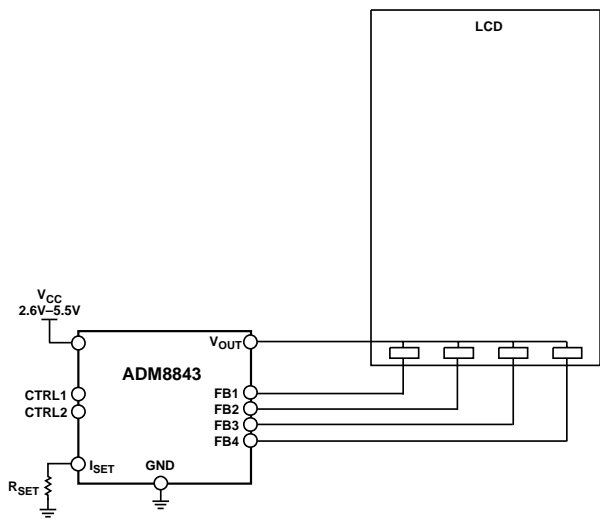 LCD
VCC
2.6V–5.5V
VOUT
ADM8843
CTRL1
CTRL2
FB1
FB2
FB3
FB4
ISET
GND
RSET